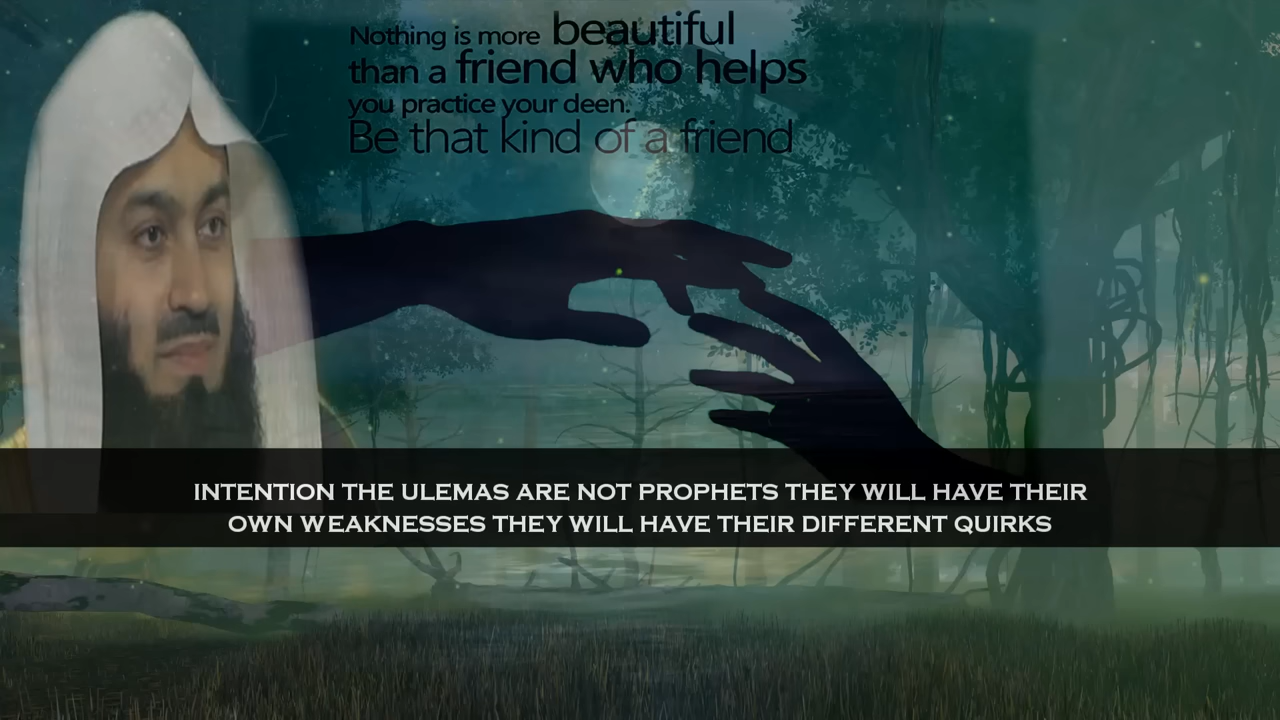 Nothing is more beautiful
than a friend who helps
you practice your deen.
Be that kind of a friend
INTENTION THE ULEMAS ARE NOT PROPHETS THEY WILL HAVE THEIR
OWN WEAKNESSES THEY WILL HAVE THEIR DIFFERENT QUIRKS